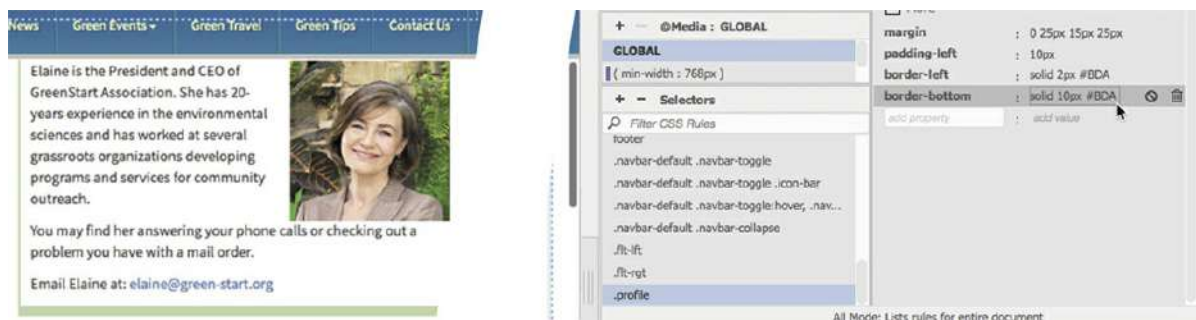 News Green Events Green Travel Green Tips Contact Us
Elaine is the President and CEO of
GreenStart Association. She has 20-
years experience in the environmental
sciences and has worked at several
grassroots organizations developing
programs and services for community
outreach.
You may find her answering your phone calls or checking out a
problem you have with a mail order.
Email Elaine at: elaine@green-start.org
+ − @Media : GLOBAL
GLOBAL
( min-width : 768px )
+ − Selectors
Filter CSS Rules
footer
.navbar-default .navbar-toggle
.navbar-default .navbar-toggle .icon-bar
.navbar-default .navbar-toggle:hover, .nav...
.navbar-default .navbar-collapse
.flt-lft
.flt-rgt
.profile
More
margin : 0 25px 15px 25px
padding-left : 10px
border-left : solid 2px #BDA
border-bottom : solid 10px #BDA
add property : add value
All Mode: Lists rules for entire document